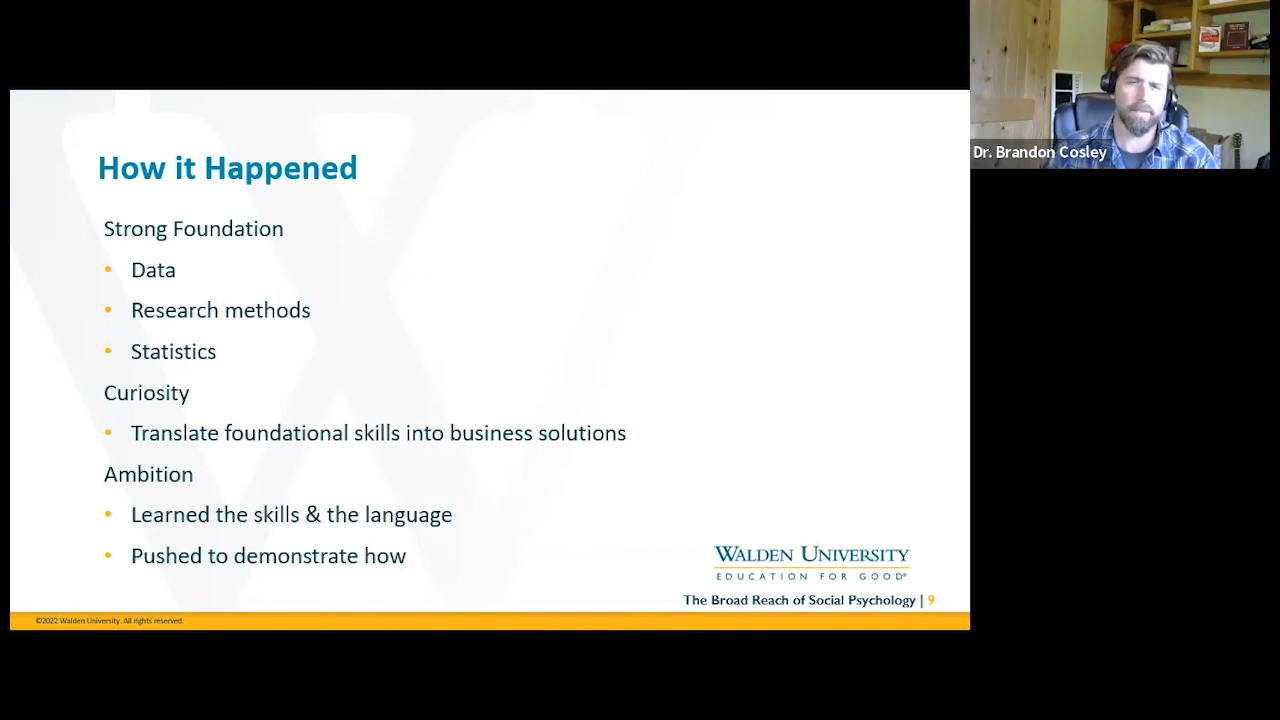 How it Happened
Strong Foundation
• Data
• Research methods
• Statistics
Curiosity
• Translate foundational skills into business solutions
Ambition
• Learned the skills & the language
• Pushed to demonstrate how
WALDEN UNIVERSITY
EDUCATION FOR GOOD®
The Broad Reach of Social Psychology | 9
©2022 Walden University. All rights reserved.
Dr. Brandon Cosley